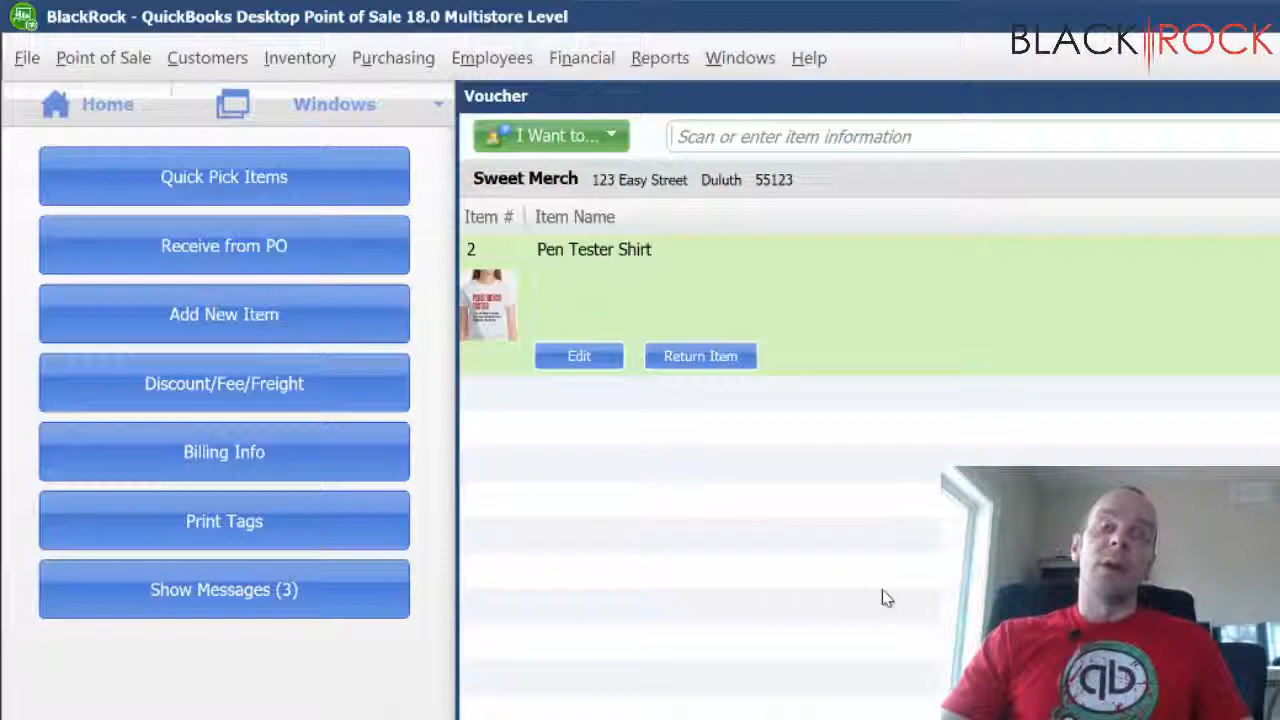 BlackRock - QuickBooks Desktop Point of Sale 18.0 Multistore Level
BLACK ROCK
File Point of Sale Customers Inventory Purchasing Employees Financial Reports Windows Help
Home Windows
Voucher
I Want to... Scan or enter item information
Sweet Merch 123 Easy Street Duluth 55123
Item # Item Name
2 Pen Tester Shirt
Edit Return Item
Quick Pick Items
Receive from PO
Add New Item
Discount/Fee/Freight
Billing Info
Print Tags
Show Messages (3)
qb